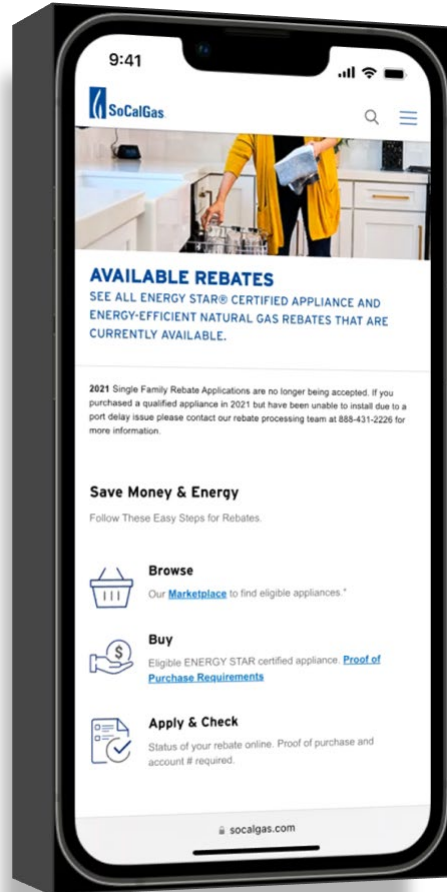 9:41
SoCalGas
AVAILABLE REBATES
SEE ALL ENERGY STAR® CERTIFIED APPLIANCE AND
ENERGY-EFFICIENT NATURAL GAS REBATES THAT ARE
CURRENTLY AVAILABLE.
2021 Single Family Rebate Applications are no longer being accepted. If you
purchased a qualified appliance in 2021 but have been unable to install due to a
port delay issue please contact our rebate processing team at 888-431-2226 for
more information.
Save Money & Energy
Follow These Easy Steps for Rebates.
Browse
Our Marketplace to find eligible appliances.*
Buy
Eligible ENERGY STAR certified appliance. Proof of
Purchase Requirements
Apply & Check
Status of your rebate online. Proof of purchase and
account # required.
socalgas.com